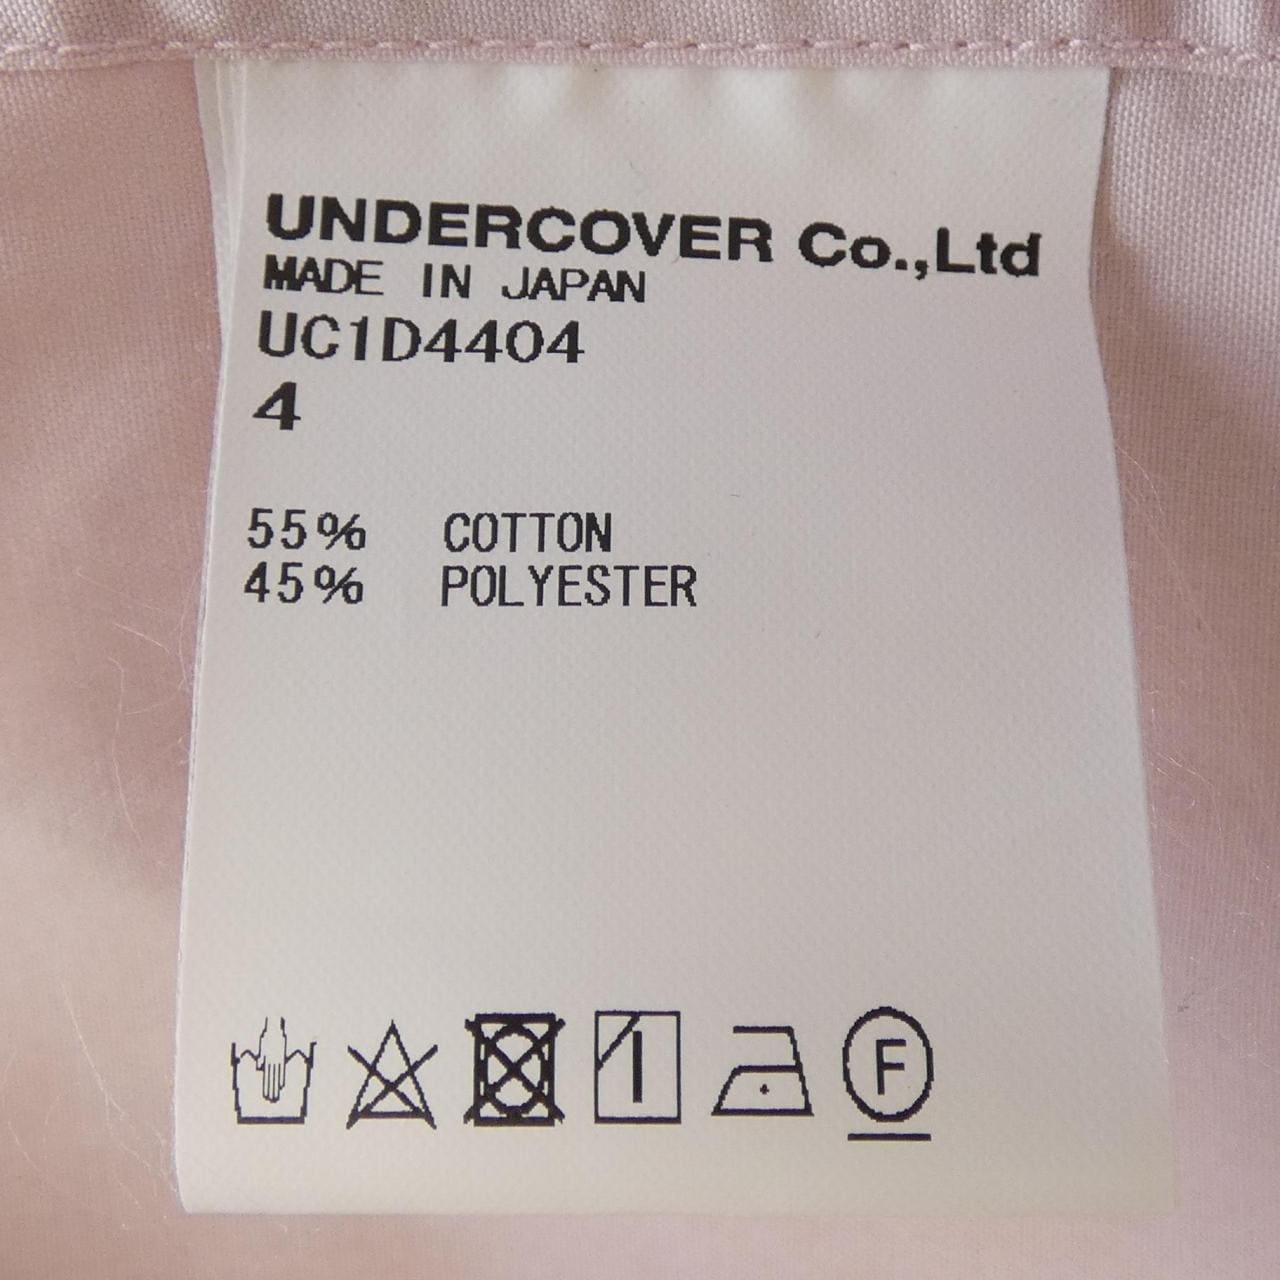 UNDERCOVER Co.,Ltd
MADE IN JAPAN
UC1D4404
4
55% COTTON
45% POLYESTER
F